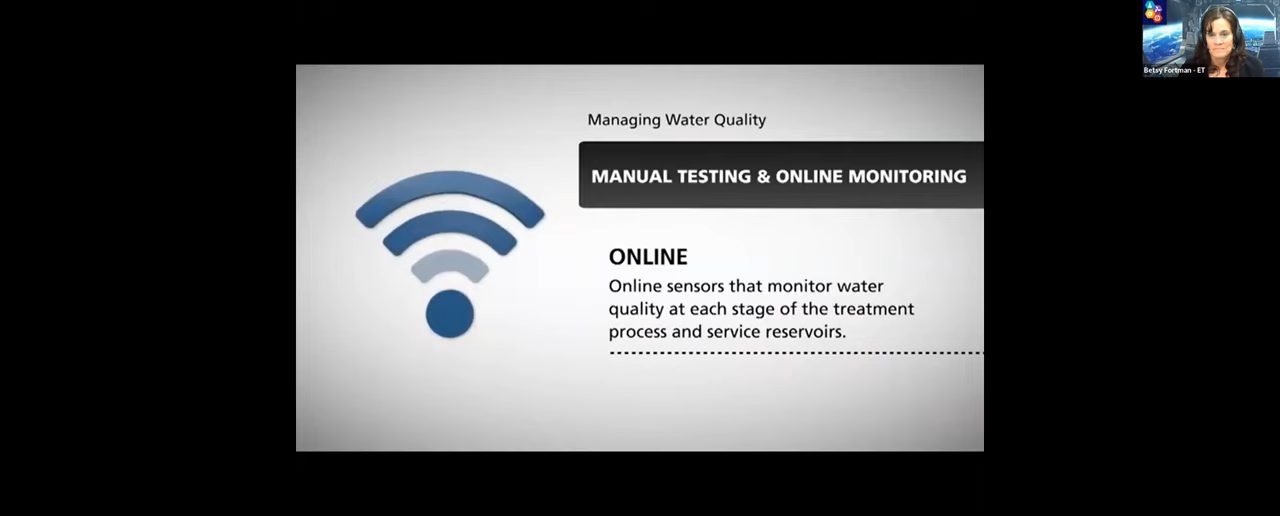 Managing Water Quality
MANUAL TESTING & ONLINE MONITORING
ONLINE
Online sensors that monitor water
quality at each stage of the treatment
process and service reservoirs.
Betsy Fortman - ET